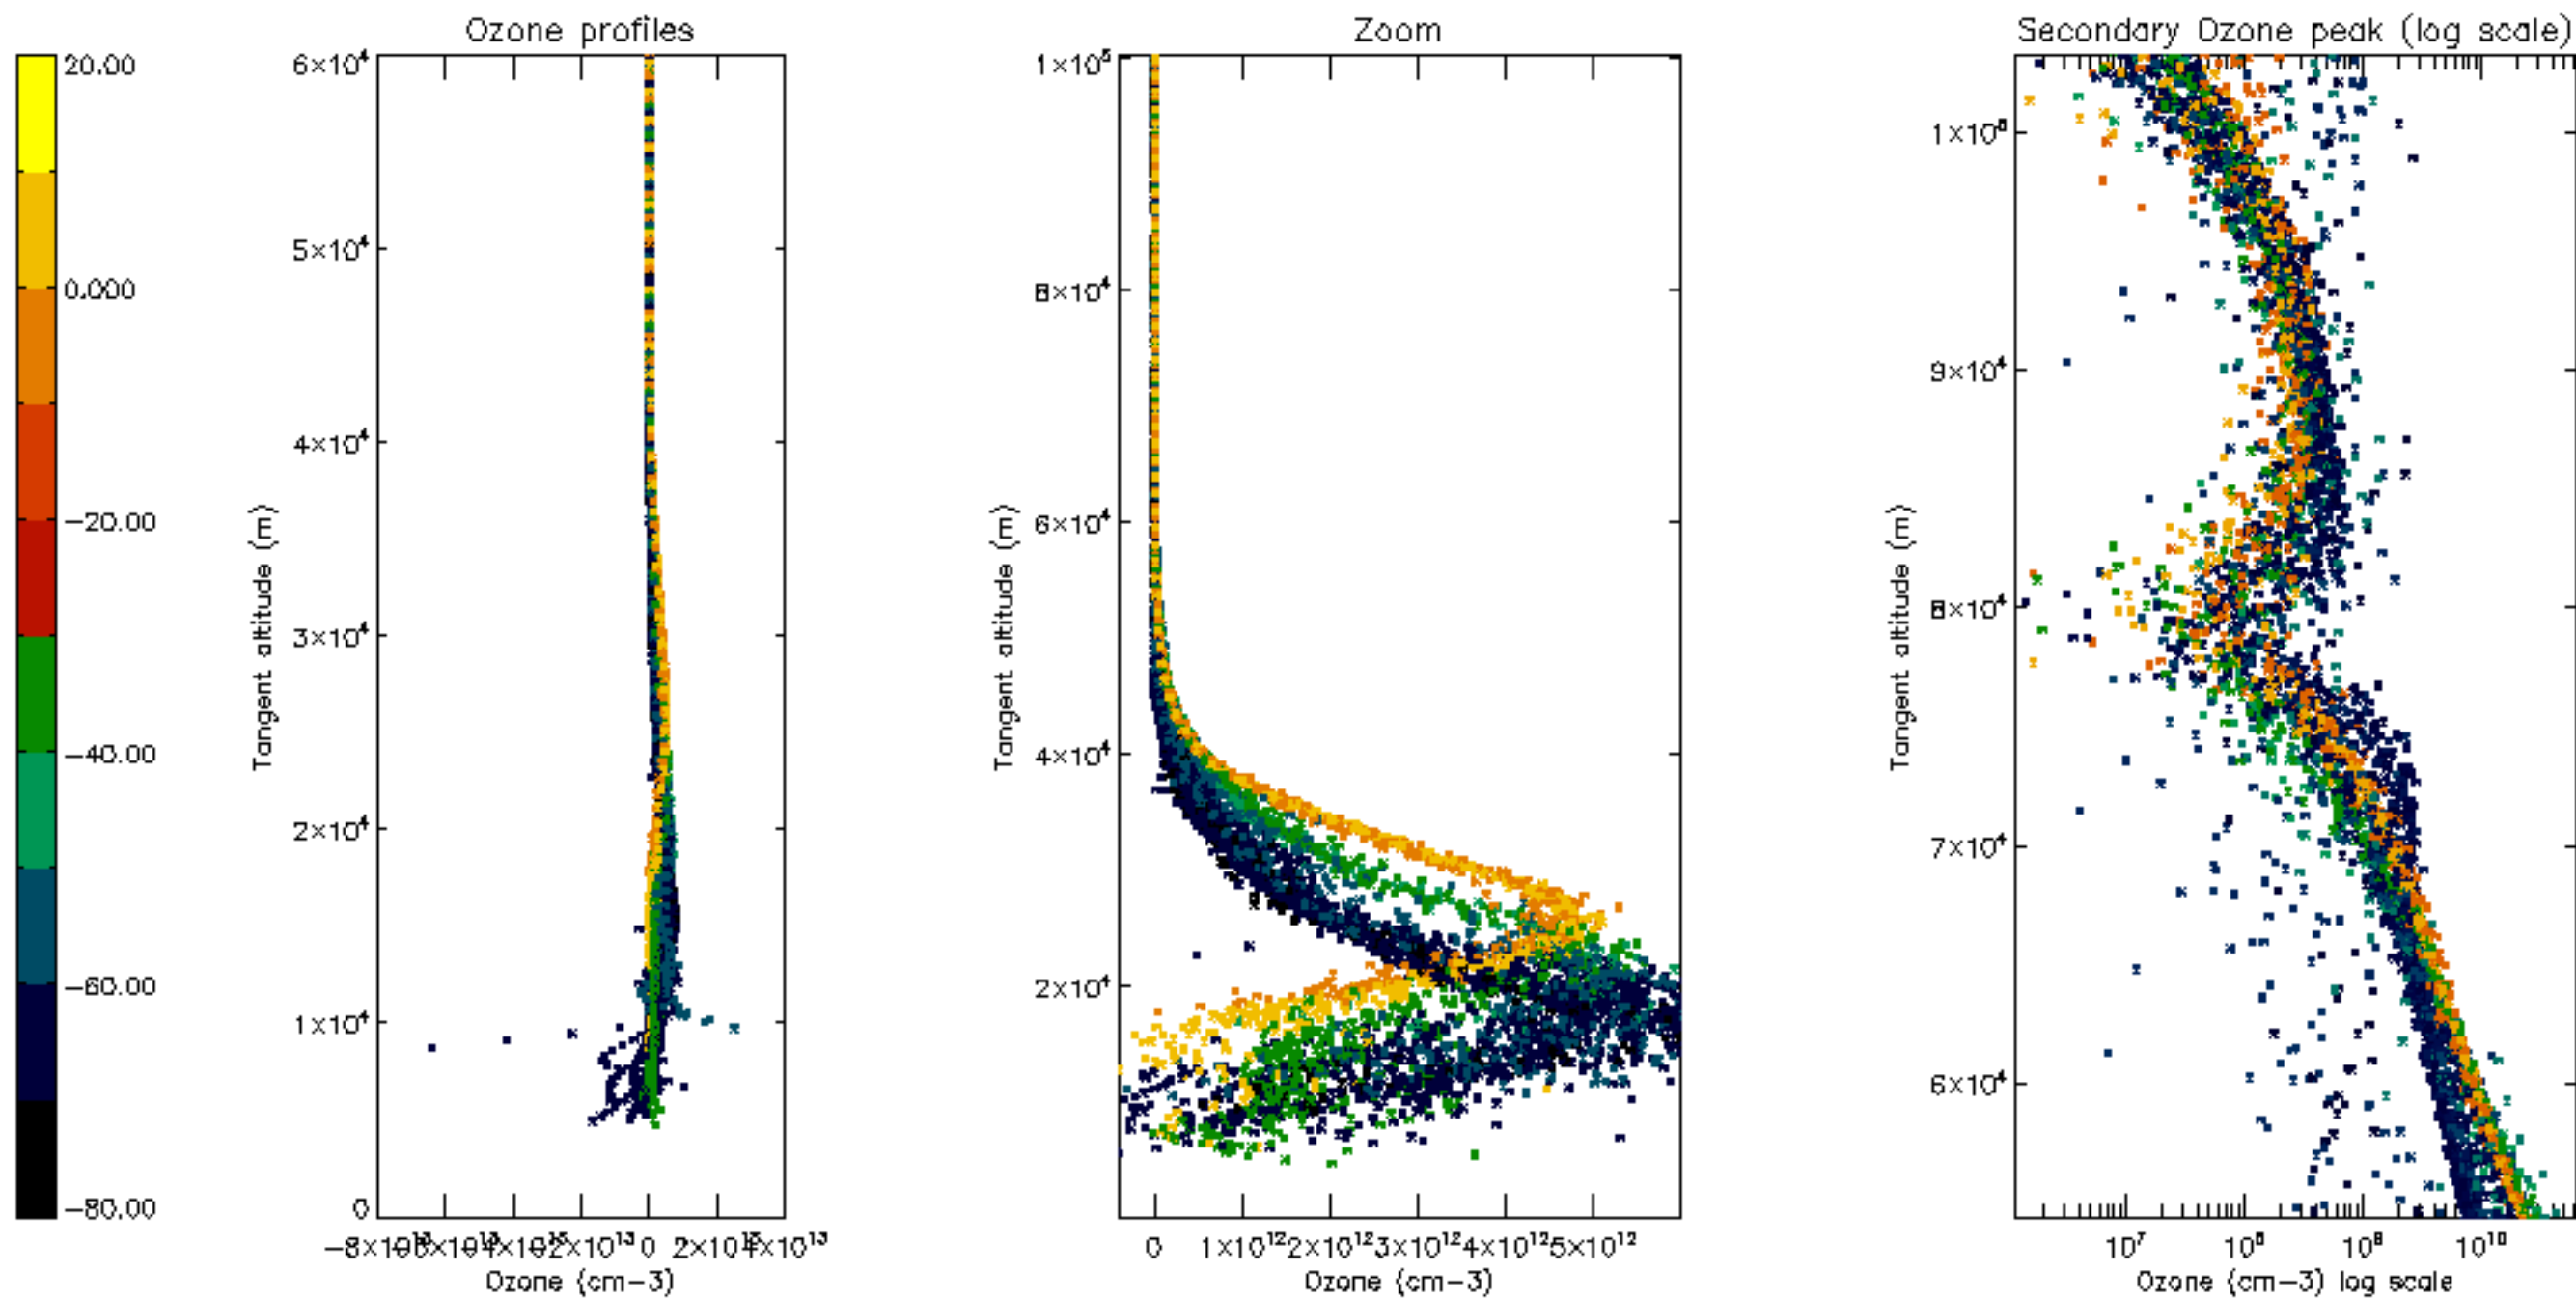 Ozone profiles
Zoom
Secondary Ozone peak (log scale)
20.00
0.000
−20.00
−40.00
−60.00
−80.00
Tangent altitude (m)
6×10⁴
5×10⁴
4×10⁴
3×10⁴
2×10⁴
1×10⁴
0
−2×10¹³ 0
Ozone (cm−3)
Tangent altitude (m)
1×10⁵
8×10⁴
6×10⁴
4×10⁴
2×10⁴
0 1×10¹² 2×10¹² 3×10¹² 4×10¹² 5×10¹²
Ozone (cm−3)
Tangent altitude (m)
9×10⁴
8×10⁴
7×10⁴
6×10⁴
10⁷ 10⁸ 10⁹ 10¹⁰
Ozone (cm−3) log scale